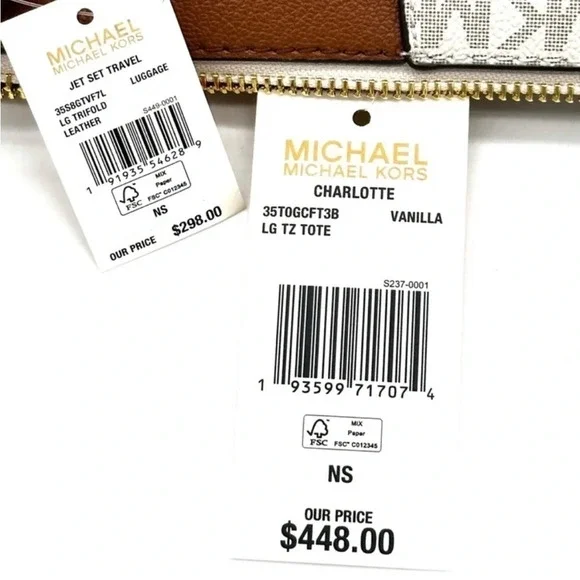 MICHAEL
MICHAEL KORS
JET SET TRAVEL
35S8GTVF7L LUGGAGE
LG TRIFOLD
LEATHER
S449-0001
1 91935 54628 9
FSC
MIX
Paper
FSC® C012345
NS
OUR PRICE $298.00
MICHAEL
MICHAEL KORS
CHARLOTTE
35T0GCFT3B VANILLA
LG TZ TOTE
S237-0001
1 93599 71707 4
FSC
MIX
Paper
FSC® C012345
NS
OUR PRICE
$448.00